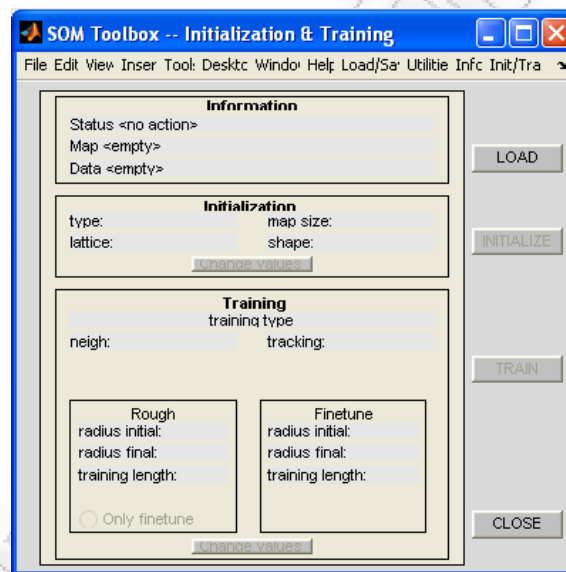 SOM Toolbox -- Initialization & Training
File Edit View Inser Tool: Desktc Windo Help Load/Sa Utilitie Info Init/Tra
Information
Status <no action>
Map <empty>
Data <empty>
LOAD
Initialization
type: map size:
lattice: shape:
Change values
INITIALIZE
Training
training type
neigh: tracking:
TRAIN
Rough
radius initial:
radius final:
training length:
Only finetune
Finetune
radius initial:
radius final:
training length:
Change values
CLOSE